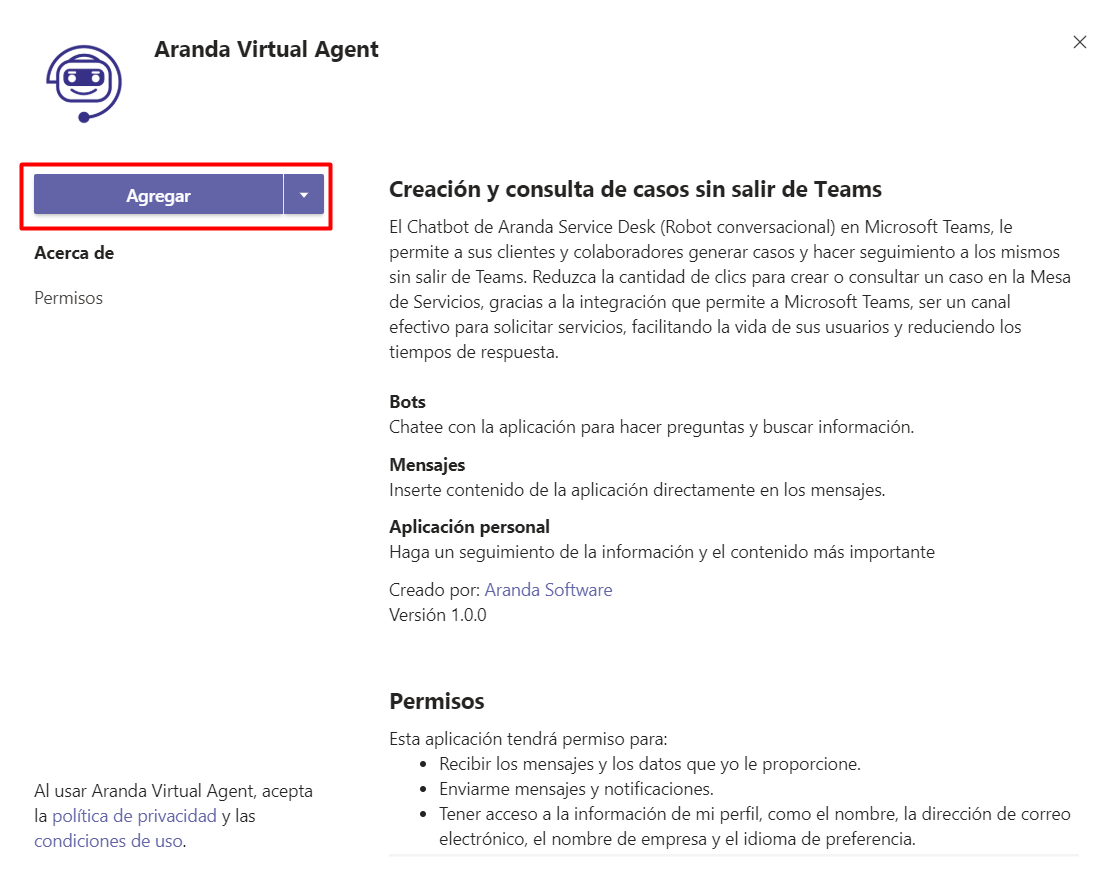 Aranda Virtual Agent
Agregar
Acerca de
Permisos
Creación y consulta de casos sin salir de Teams
El Chatbot de Aranda Service Desk (Robot conversacional) en Microsoft Teams, le
permite a sus clientes y colaboradores generar casos y hacer seguimiento a los mismos
sin salir de Teams. Reduzca la cantidad de clics para crear o consultar un caso en la Mesa
de Servicios, gracias a la integración que permite a Microsoft Teams, ser un canal
efectivo para solicitar servicios, facilitando la vida de sus usuarios y reduciendo los
tiempos de respuesta.
Bots
Chatee con la aplicación para hacer preguntas y buscar información.
Mensajes
Inserte contenido de la aplicación directamente en los mensajes.
Aplicación personal
Haga un seguimiento de la información y el contenido más importante
Creado por: Aranda Software
Versión 1.0.0
Permisos
Esta aplicación tendrá permiso para:
• Recibir los mensajes y los datos que yo le proporcione.
• Enviarme mensajes y notificaciones.
• Tener acceso a la información de mi perfil, como el nombre, la dirección de correo
electrónico, el nombre de empresa y el idioma de preferencia.
Al usar Aranda Virtual Agent, acepta
la política de privacidad y las
condiciones de uso.